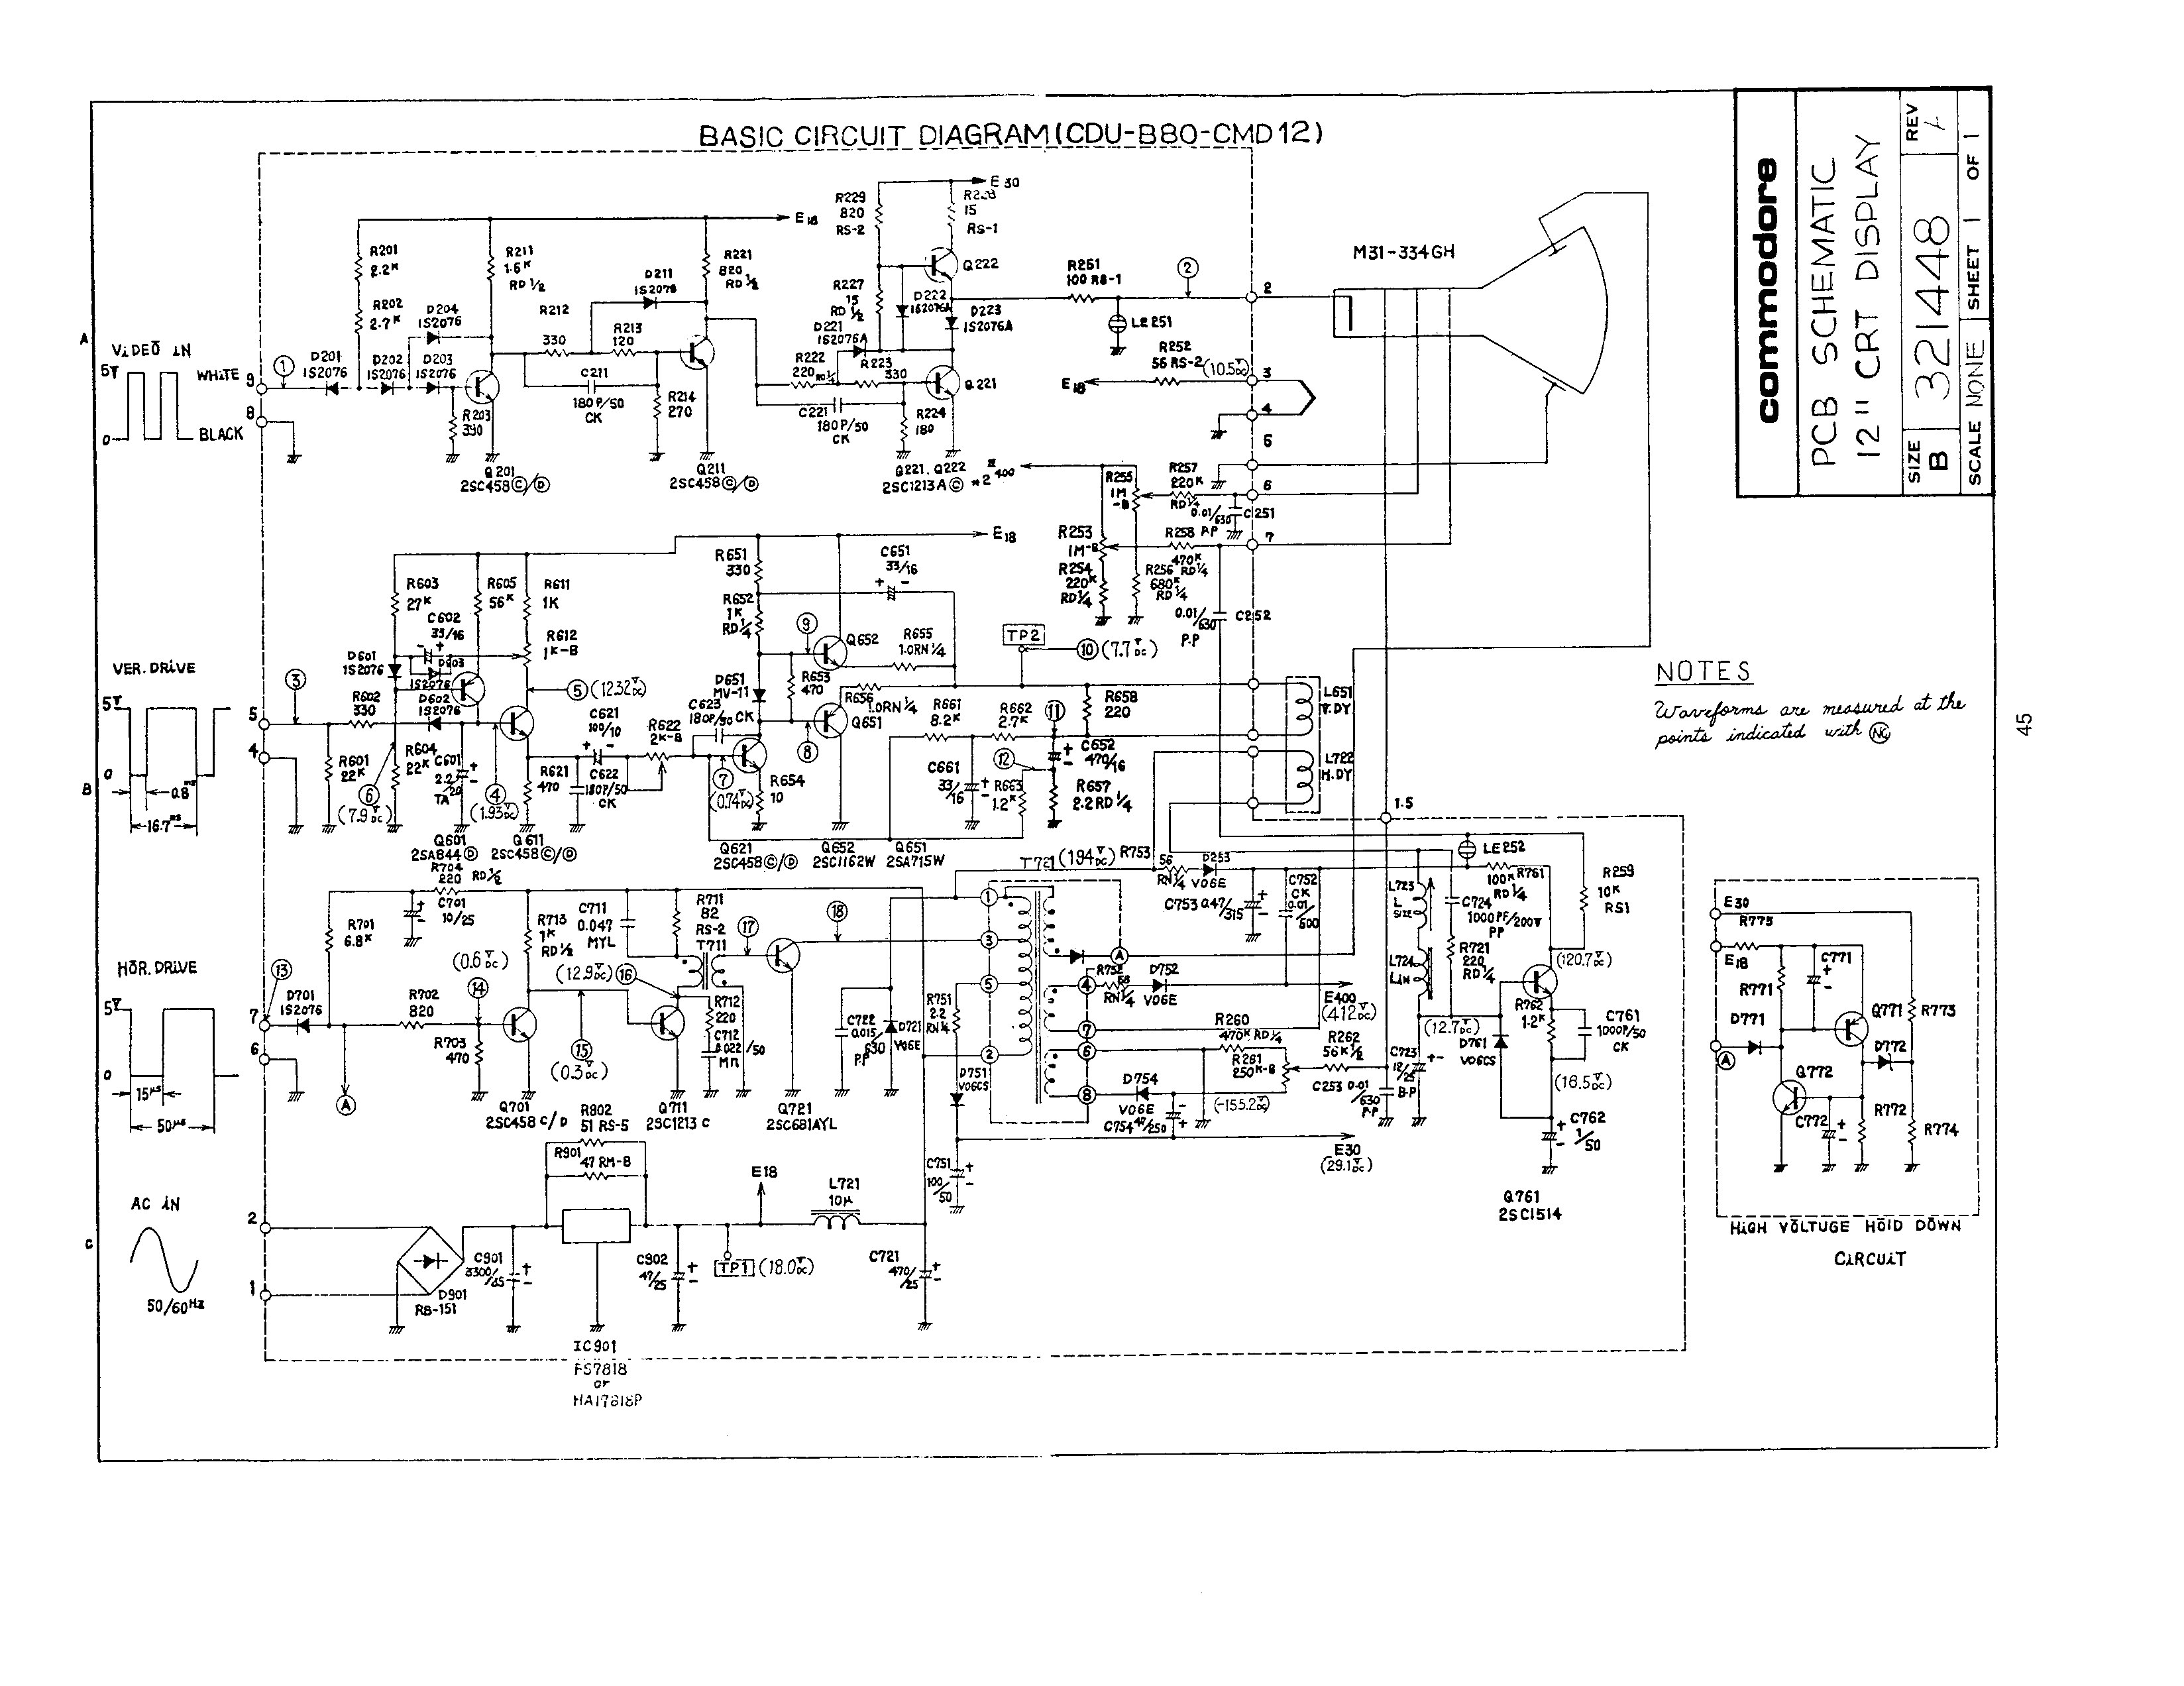 BASIC CIRCUIT DIAGRAM(CDU-B80-CMD12)
commodore
PCB SCHEMATIC
12" CRT DISPLAY
SIZE
B
321448
REV
A
SCALE NONE
SHEET 1 OF 1
45
A
B
C
VIDEO IN
5V
0
WHITE
BLACK
9
8
1
D201
1S2076
D202
1S2076
D203
1S2076
D204
1S2076
R201
2.2K
R202
2.7K
R203
390
R211
1.6K
RD 1/2
Q201
2SC458 C/D
R212
330
R213
120
D211
1S2076
C211
180P/50
CK
R214
270
R221
820
RD 1/2
Q211
2SC458 C/D
E18
R222
220
C221
180P/50
CK
R223
330
R224
180
D221
1S2076A
R227
15
RD 1/2
R229
820
RS-2
E30
15
RS-1
Q222
D222
1S2076A
D223
1S2076A
Q221
Q221, Q222
2SC1213A C
R251
100 RS-1
2
LE251
R252
56 RS-2 (10.5V DC)
E18
M31-334GH
2
3
4
5
6
7
R255
1M
-B
R257
220K
RD 1/4
0.01/630
P.P
C251
R253
1M-B
R258
470K
RD 1/4
R254
220K
RD 1/4
R256
680K
RD 1/4
0.01/630
P.P
C252
VER. DRIVE
5V
0
0.8ms
16.7ms
5
4
3
R601
22K
R602
330
R603
27K
R604
22K
D601
1S2076
C602
33/16
D603
1S2076
D602
1S2076
R605
56K
R611
1K
R612
1K-B
5 (12.32V DC)
C601
2.2/20
TA
6
(7.9V DC)
4
(1.93V DC)
Q601
2SA844 D
Q611
2SC458 C/D
R621
470
C621
100/10
C622
180P/50
CK
R622
2K-B
C623
180P/50 CK
7
(0.74V DC)
Q621
2SC458 C/D
R651
330
R652
1K
RD 1/4
D651
MV-11
R653
470
R654
10
9
8
Q652
Q651
Q652
2SC1162W
Q651
2SA715W
C651
33/16
E18
R655
1.0RN 1/4
R656
1.0RN 1/4
R661
8.2K
R662
2.7K
C661
33/16
R663
1.2K
TP2
10 (7.7V DC)
11
12
R658
220
C652
470/16
R657
2.2 RD 1/4
L651
V.DY
L722
H.DY
1.5
NOTES
Waveforms are measured at the
points indicated with NO
HOR. DRIVE
5V
0
15μs
50μs
7
6
13
D701
1S2076
A
R701
6.8K
R702
820
R703
470
R704
220 RD 1/2
C701
10/25
(0.6V DC)
14
R713
1K
RD 1/2
15
(0.3V DC)
Q701
2SC458 C/D
C711
0.047
MYL
R711
82
RS-2
T711
(12.9V DC) 16
R712
220
C712
0.022/50
Q711
2SC1213 C
17
18
Q721
2SC681AYL
C722
0.015/630
P.P
D721
V06E
T721
(194V DC)
R753
56
RN 1/4
D253
V06E
C753 0.47/315
C752
CK
0.01/500
1
3
5
2
A
4
7
6
8
R751
2.2
RN 1/4
D751
V06CS
C751
100/50
R752
RN 1/4
D752
V06E
E400
(412V DC)
R260
470K RD 1/4
R261
250K-B
R262
56K 1/2
D754
V06E
C754
(-155.2V DC)
C253 0.01/630
P.P
E30
(29.1V DC)
L723
L
SIZE
L724
LIN
C724
1000PF/200V
PP
R721
220
RD 1/4
C723
12/25
B-P
(12.7V DC)
LE252
100K R761
RD 1/4
R259
10K
RS1
(120.7V DC)
R762
1.2K
D761
V06CS
C761
1000P/50
CK
(16.5V DC)
C762
1/50
Q761
2SC1514
E30
R775
E18
R771
C771
D771
A
Q771
R773
D772
Q772
C772
R772
R774
HIGH VOLTUGE HOID DOWN
CIRCUIT
AC IN
50/60Hz
2
1
D901
RB-151
C901
3300/35
R802
51 RS-5
R901
47 RM-8
IC901
FS7818
or
HA17818P
C902
47/25
TP1 (18.0V DC)
E18
L721
10μ
C721
470/25